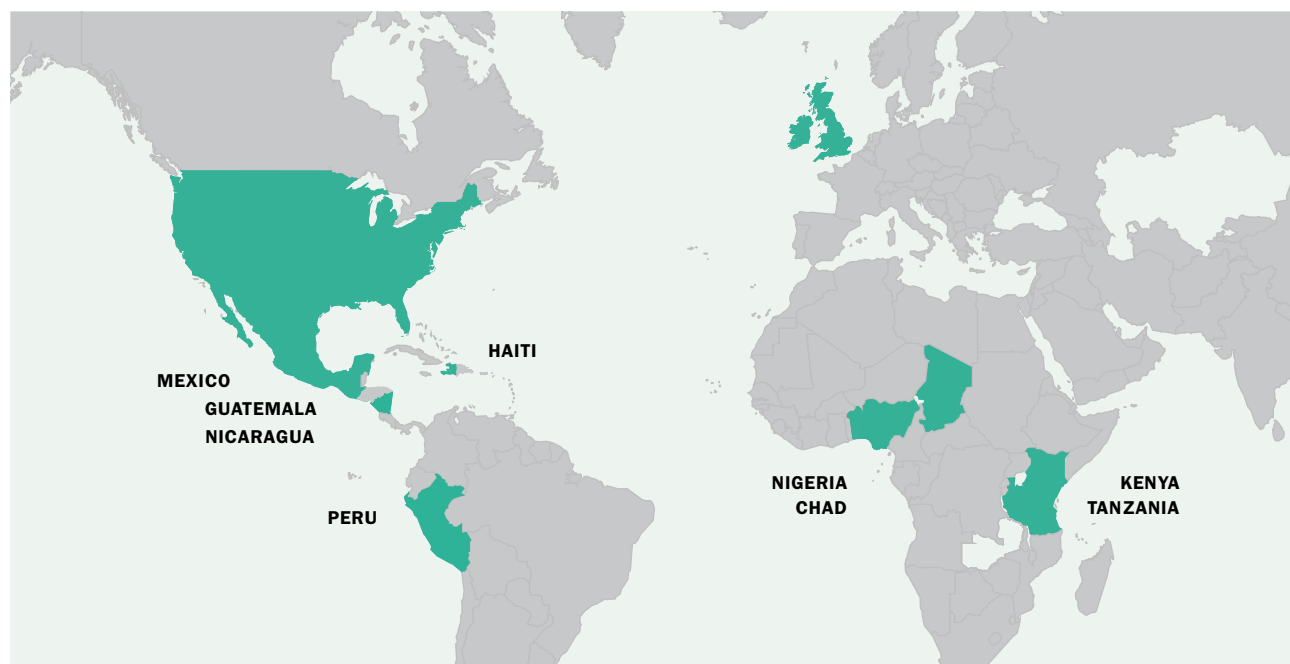 HAITI
MEXICO
GUATEMALA
NICARAGUA
PERU
NIGERIA
CHAD
KENYA
TANZANIA